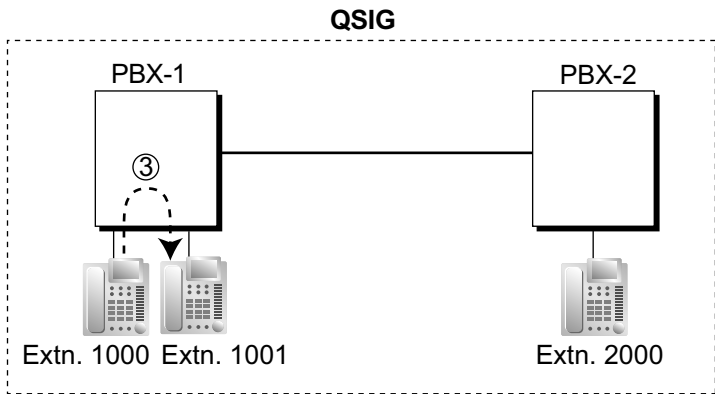 QSIG
PBX-1
PBX-2
③
Extn. 1000
Extn. 1001
Extn. 2000